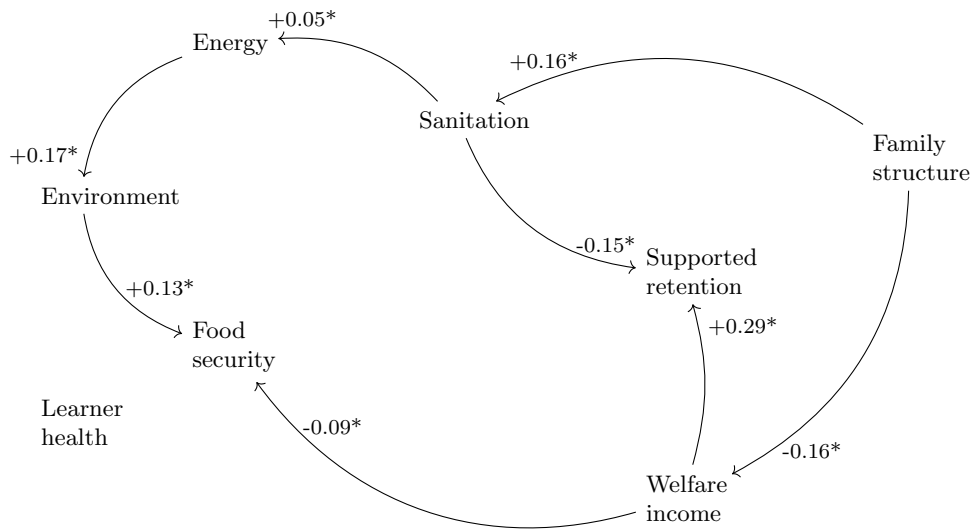 +0.05*
Energy
+0.16*
Sanitation
Family
structure
+0.17*
Environment
-0.15*
Supported
retention
+0.13*
+0.29*
Food
security
Learner
health
-0.09*
-0.16*
Welfare
income